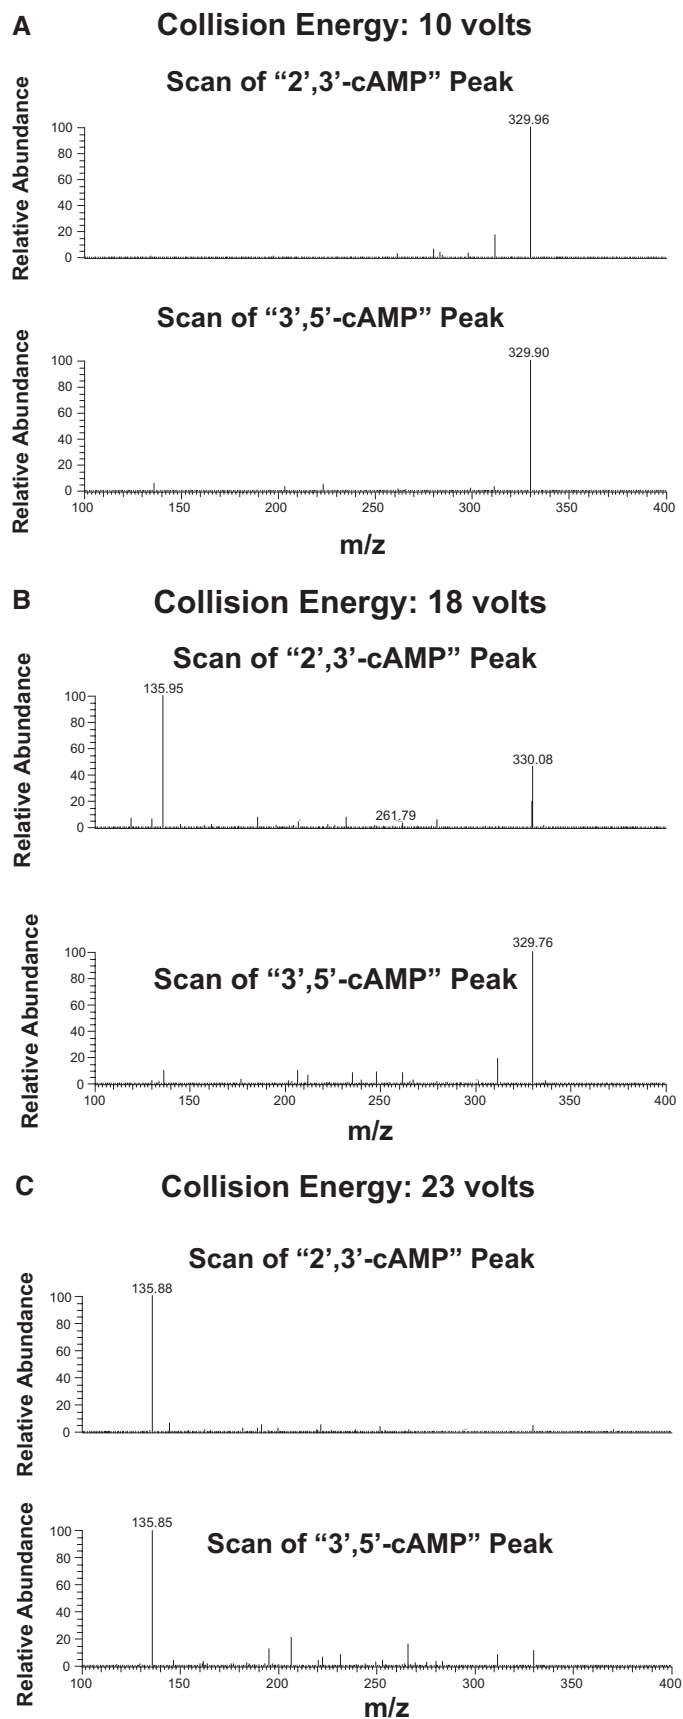 A
Collision Energy: 10 volts
Scan of “2’,3’-cAMP” Peak
Relative Abundance
329.96
100
80
60
40
20
0
Scan of “3’,5’-cAMP” Peak
Relative Abundance
329.90
100
80
60
40
20
0
100 150 200 250 300 350 400
m/z
B
Collision Energy: 18 volts
Scan of “2’,3’-cAMP” Peak
Relative Abundance
135.95
330.08
261.79
100
80
60
40
20
0
Relative Abundance
329.76
Scan of “3’,5’-cAMP” Peak
100
80
60
40
20
0
100 150 200 250 300 350 400
m/z
C
Collision Energy: 23 volts
Scan of “2’,3’-cAMP” Peak
Relative Abundance
135.88
100
80
60
40
20
0
Relative Abundance
135.85
Scan of “3’,5’-cAMP” Peak
100
80
60
40
20
0
100 150 200 250 300 350 400
m/z